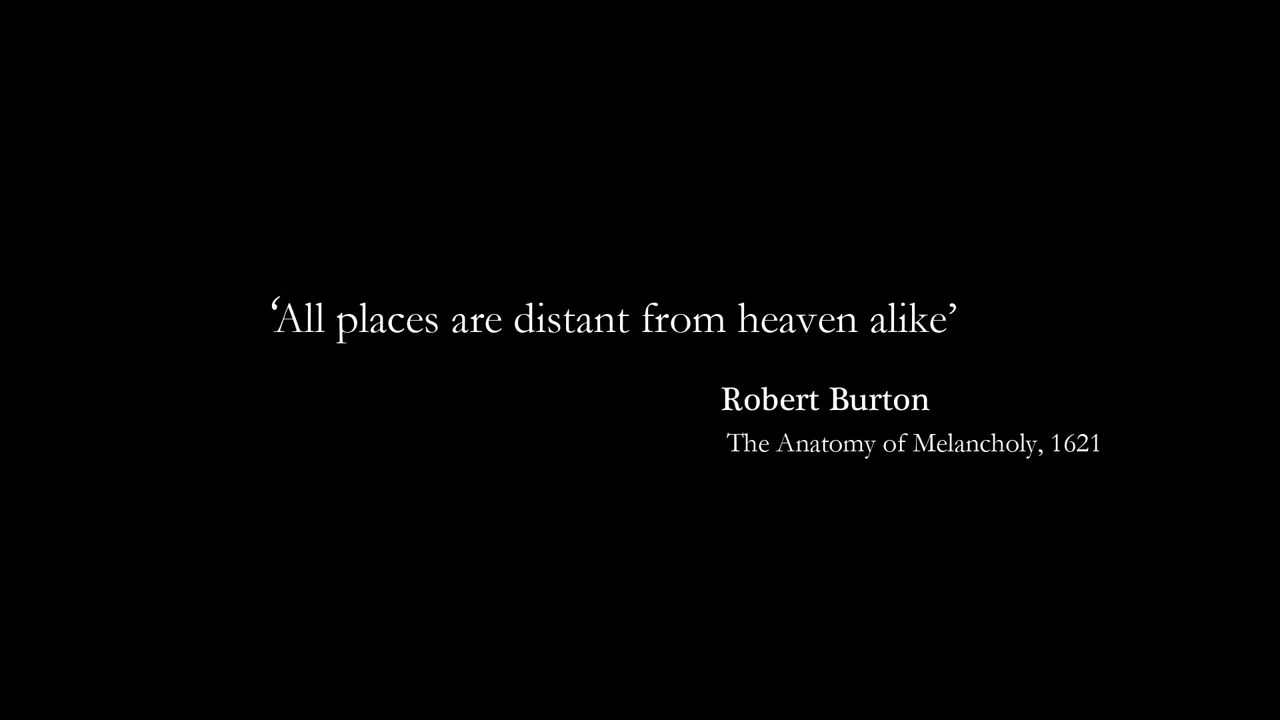 ‘All places are distant from heaven alike’
Robert Burton
The Anatomy of Melancholy, 1621